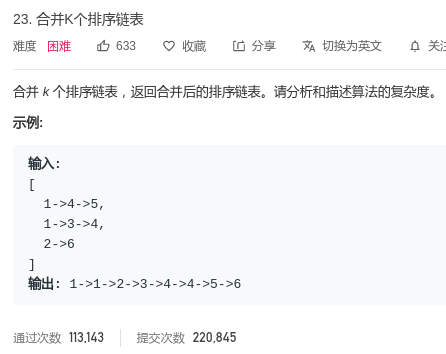 23. 合并K个排序链表
难度 困难 633 收藏 分享 切换为英文 关注
合并 k 个排序链表，返回合并后的排序链表。请分析和描述算法的复杂度。
示例:
输入:
[
1->4->5,
1->3->4,
2->6
]
输出: 1->1->2->3->4->4->5->6
通过次数 113,143 提交次数 220,845